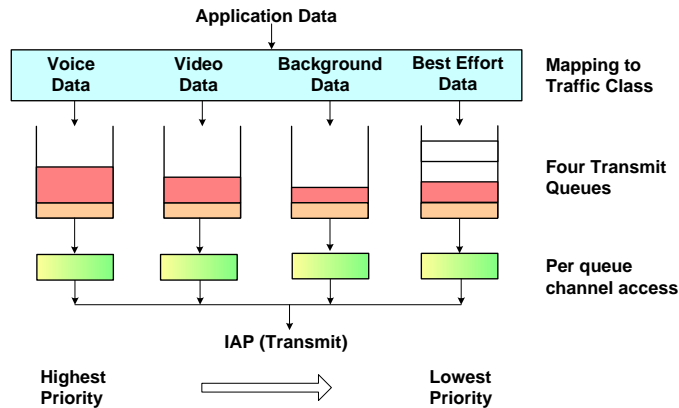 Application Data
Voice
Data
Video
Data
Background
Data
Best Effort
Data
Mapping to
Traffic Class
Four Transmit
Queues
Per queue
channel access
IAP (Transmit)
Highest
Priority
Lowest
Priority